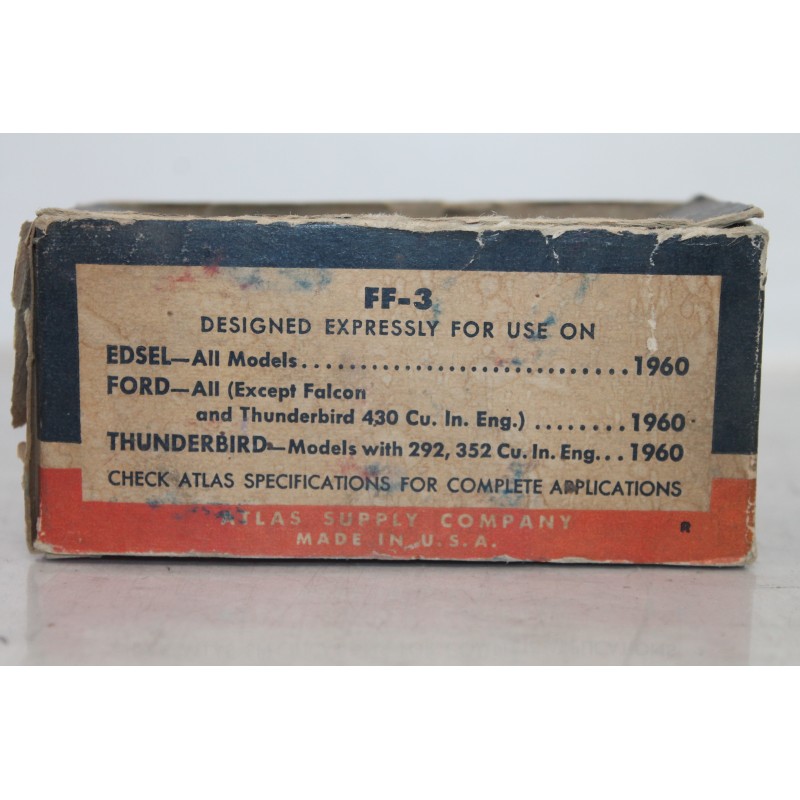 FF-3
DESIGNED EXPRESSLY FOR USE ON
EDSEL—All Models..............................1960
FORD—All (Except Falcon
and Thunderbird 430 Cu. In. Eng.) ........1960
THUNDERBIRD—Models with 292, 352 Cu. In. Eng...1960
CHECK ATLAS SPECIFICATIONS FOR COMPLETE APPLICATIONS
ATLAS SUPPLY COMPANY
MADE IN U.S.A.
R